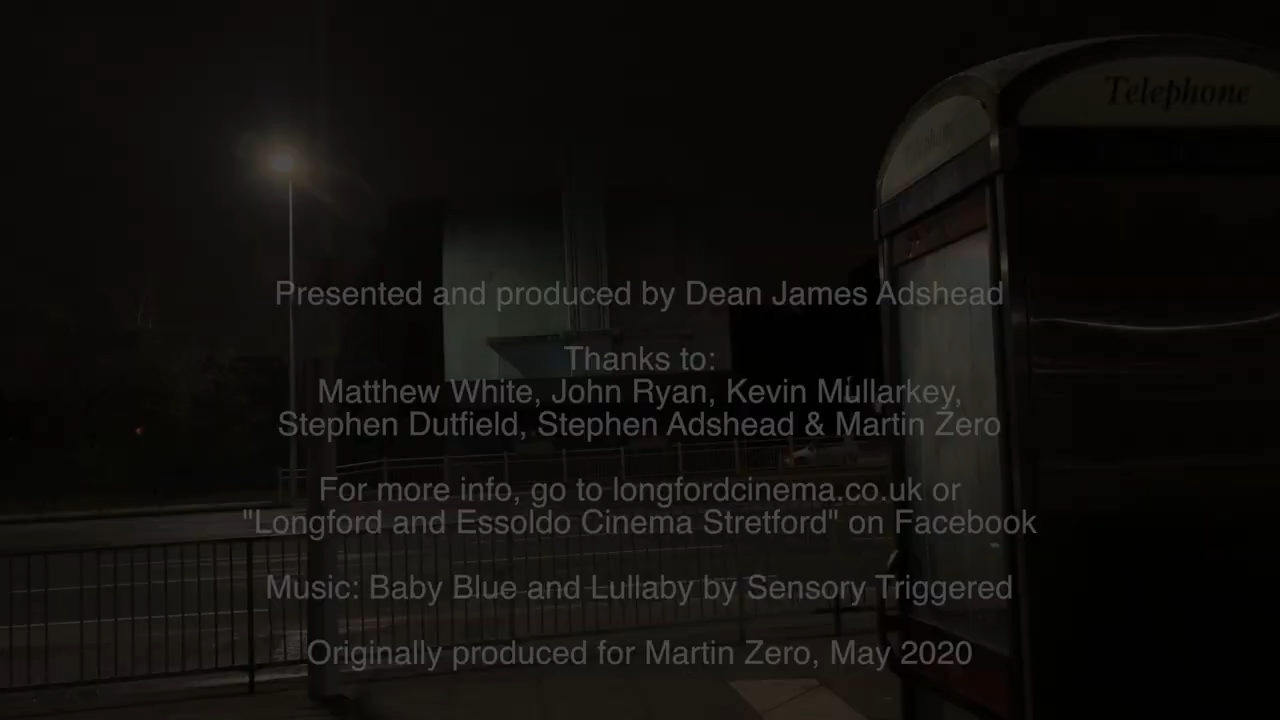 Telephone
Presented and produced by Dean James Adshead
Thanks to:
Matthew White, John Ryan, Kevin Mullarkey,
Stephen Dutfield, Stephen Adshead & Martin Zero
For more info, go to longfordcinema.co.uk or
"Longford and Essoldo Cinema Stretford" on Facebook
Music: Baby Blue and Lullaby by Sensory Triggered
Originally produced for Martin Zero, May 2020